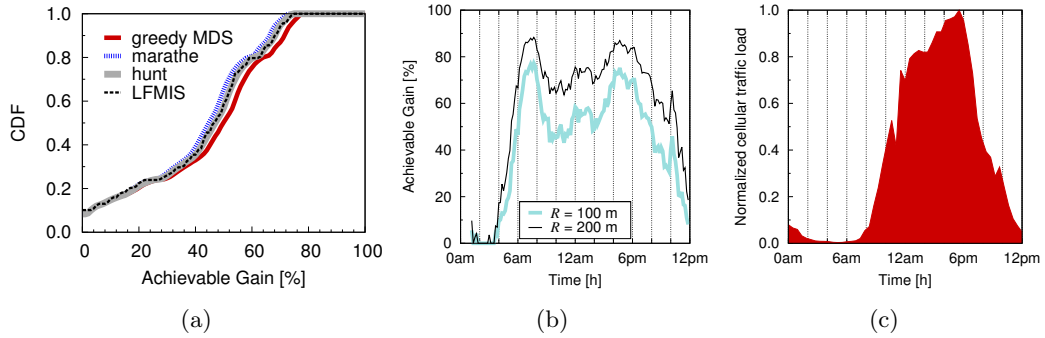 1.0
0.8
0.6
0.4
0.2
0.0
CDF
greedy MDS
marathe
hunt
LFMIS
0 20 40 60 80 100
Achievable Gain [%]
(a)
100
80
60
40
20
0
Achievable Gain [%]
R = 100 m
R = 200 m
0am 6am 12am 6pm 12pm
Time [h]
(b)
1.0
0.8
0.6
0.4
0.2
0.0
Normalized cellular traffic load
0am 6am 12am 6pm 12pm
Time [h]
(c)